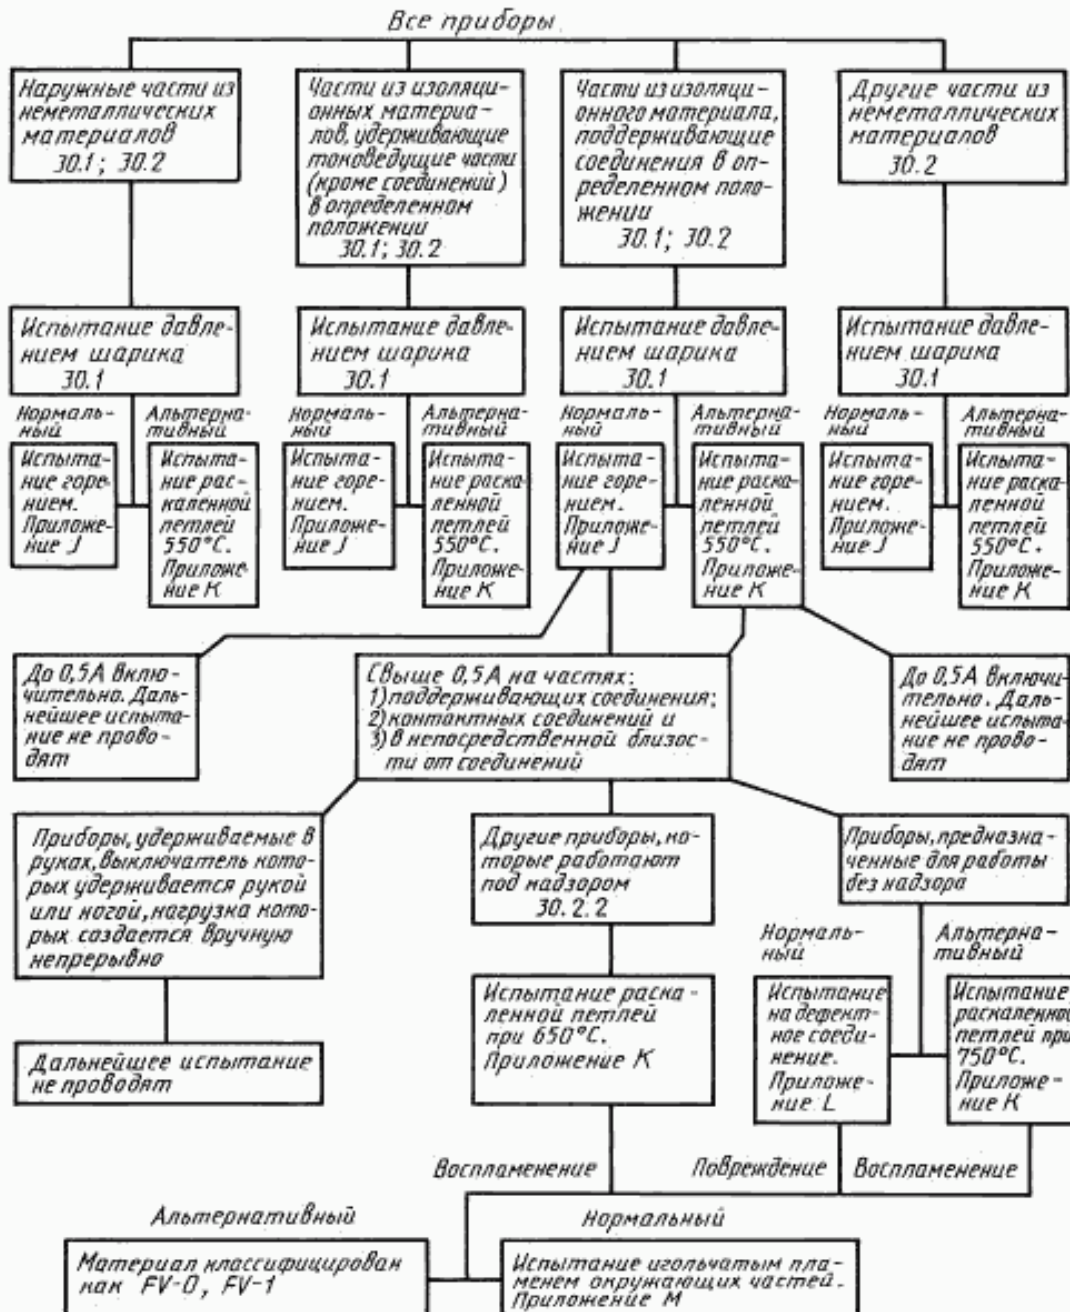 Все приборы
Наружные части из
неметаллических
материалов
30.1; 30.2
Части из изоляци-
онных материа-
лов, удерживающие
токоведущие части
(кроме соединений)
в определенном
положении
30.1; 30.2
Части из изоляци-
онного материала,
поддерживающие
соединения в оп-
ределенном поло-
жении
30.1; 30.2
Другие части из
неметаллических
материалов
30.2
Испытание давле-
нием шарика
30.1
Испытание давле-
нием шарика
30.1
Испытание давле-
нием шарика
30.1
Испытание давле-
нием шарика
30.1
Нормаль-
ный
Альтерна-
тивный
Нормаль-
ный
Альтерна-
тивный
Нормаль-
ный
Альтерна-
тивный
Нормаль-
ный
Альтерна-
тивный
Испыта-
ние горе-
нием.
Приложе-
ние J
Испыта-
ние рас-
каленной
петлей
550°С.
Приложе-
ние К
Испыта-
ние горе-
нием.
Приложе-
ние J
Испыта-
ние раска-
ленной
петлей
550°С.
Приложе-
ние К
Испыта-
ние горе-
нием.
Приложе-
ние J
Испыта-
ние раска-
ленной
петлей
550°С.
Приложе-
ние К
Испыта-
ние горе-
нием.
Приложе-
ние J
Испыта-
ние раска-
ленной
петлей
550°С.
Приложе-
ние К
До 0,5А вклю-
чительно. Даль-
нейшее испыта-
ние не прово-
дят
Свыше 0,5А на частях:
1) поддерживающих соединения;
2) контактных соединений и
3) в непосредственной близос-
ти от соединений
До 0,5А включи-
тельно. Даль-
нейшее испыта-
ние не прово-
дят
Приборы, удерживаемые в
руках, выключатель кото-
рых удерживается рукой
или ногой, нагрузка кото-
рых создается вручную
непрерывно
Другие приборы, ко-
торые работают
под надзором
30.2.2
Приборы, предназна-
ченные для работы
без надзора
Нормаль-
ный
Альтерна-
тивный
Дальнейшее испытание
не проводят
Испытание раска-
ленной петлей
при 650°С.
Приложение К
Испытание
на дефект-
ное соеди-
нение.
Приложе-
ние L
Испытание
раскаленной
петлей при
750°С.
Приложе-
ние К
Воспламенение
Повреждение
Воспламенение
Альтернативный
Нормальный
Материал классифицирован
как FV-0, FV-1
Испытание игольчатым пла-
менем окружающих частей.
Приложение М